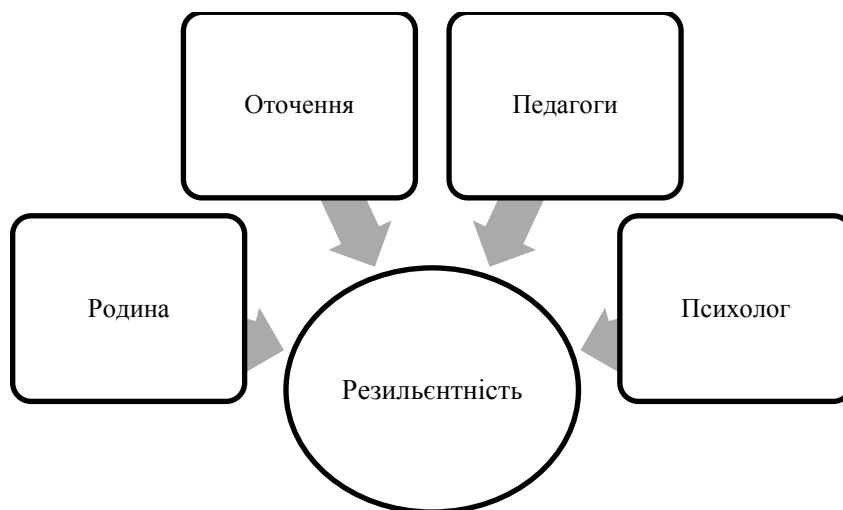 Оточення
Педагоги
Родина
Психолог
Резильєнтність